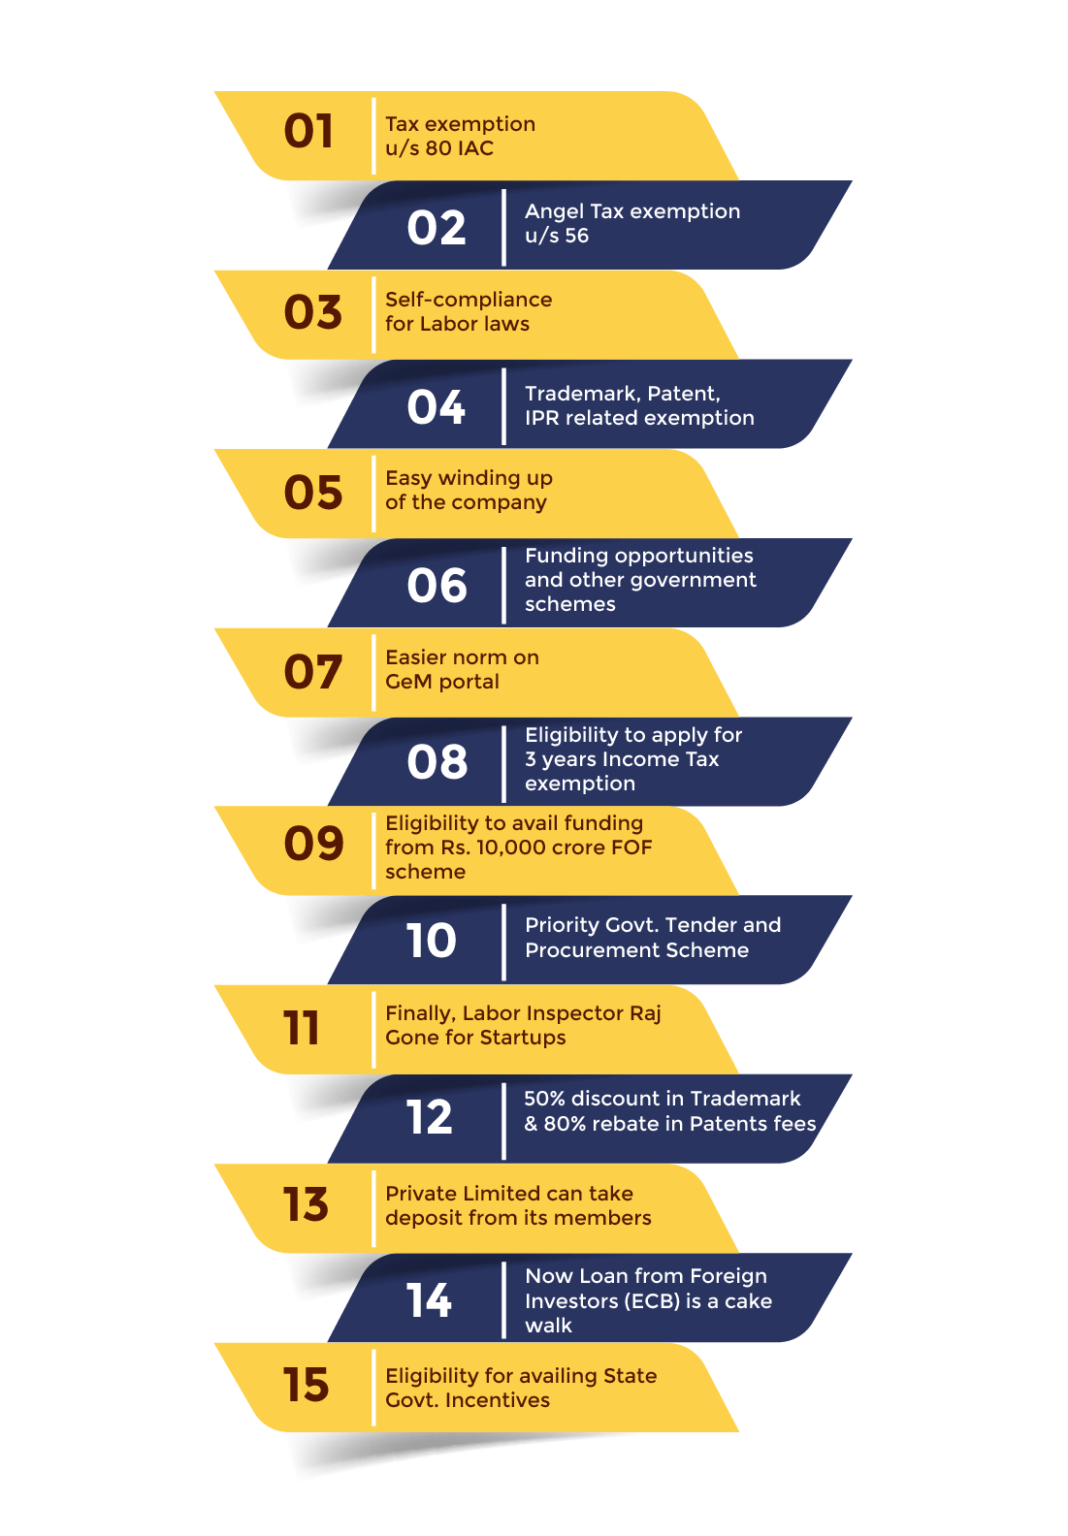 01
Tax exemption
u/s 80 IAC
02
Angel Tax exemption
u/s 56
03
Self-compliance
for Labor laws
04
Trademark, Patent,
IPR related exemption
05
Easy winding up
of the company
06
Funding opportunities
and other government
schemes
07
Easier norm on
GeM portal
08
Eligibility to apply for
3 years Income Tax
exemption
09
Eligibility to avail funding
from Rs. 10,000 crore FOF
scheme
10
Priority Govt. Tender and
Procurement Scheme
11
Finally, Labor Inspector Raj
Gone for Startups
12
50% discount in Trademark
& 80% rebate in Patents fees
13
Private Limited can take
deposit from its members
14
Now Loan from Foreign
Investors (ECB) is a cake
walk
15
Eligibility for availing State
Govt. Incentives